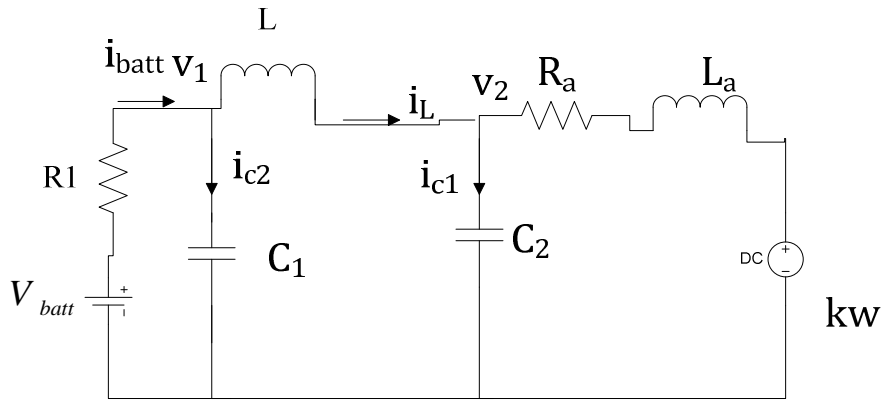 L
i_batt
v_1
i_L
v_2
R_a
L_a
R1
i_c2
i_c1
C_1
C_2
+
DC
−
V_batt
+
−
kw